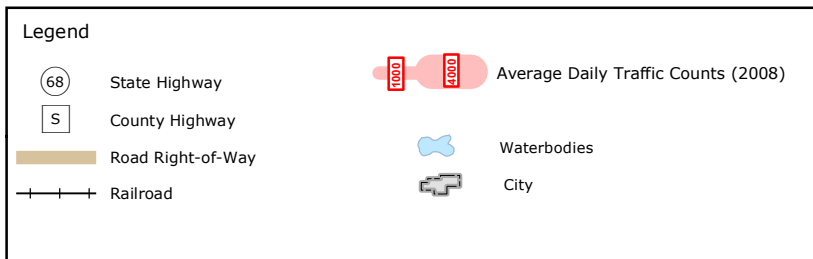 Legend
68 State Highway
S County Highway
Road Right-of-Way
Railroad
1000 4000 Average Daily Traffic Counts (2008)
Waterbodies
City